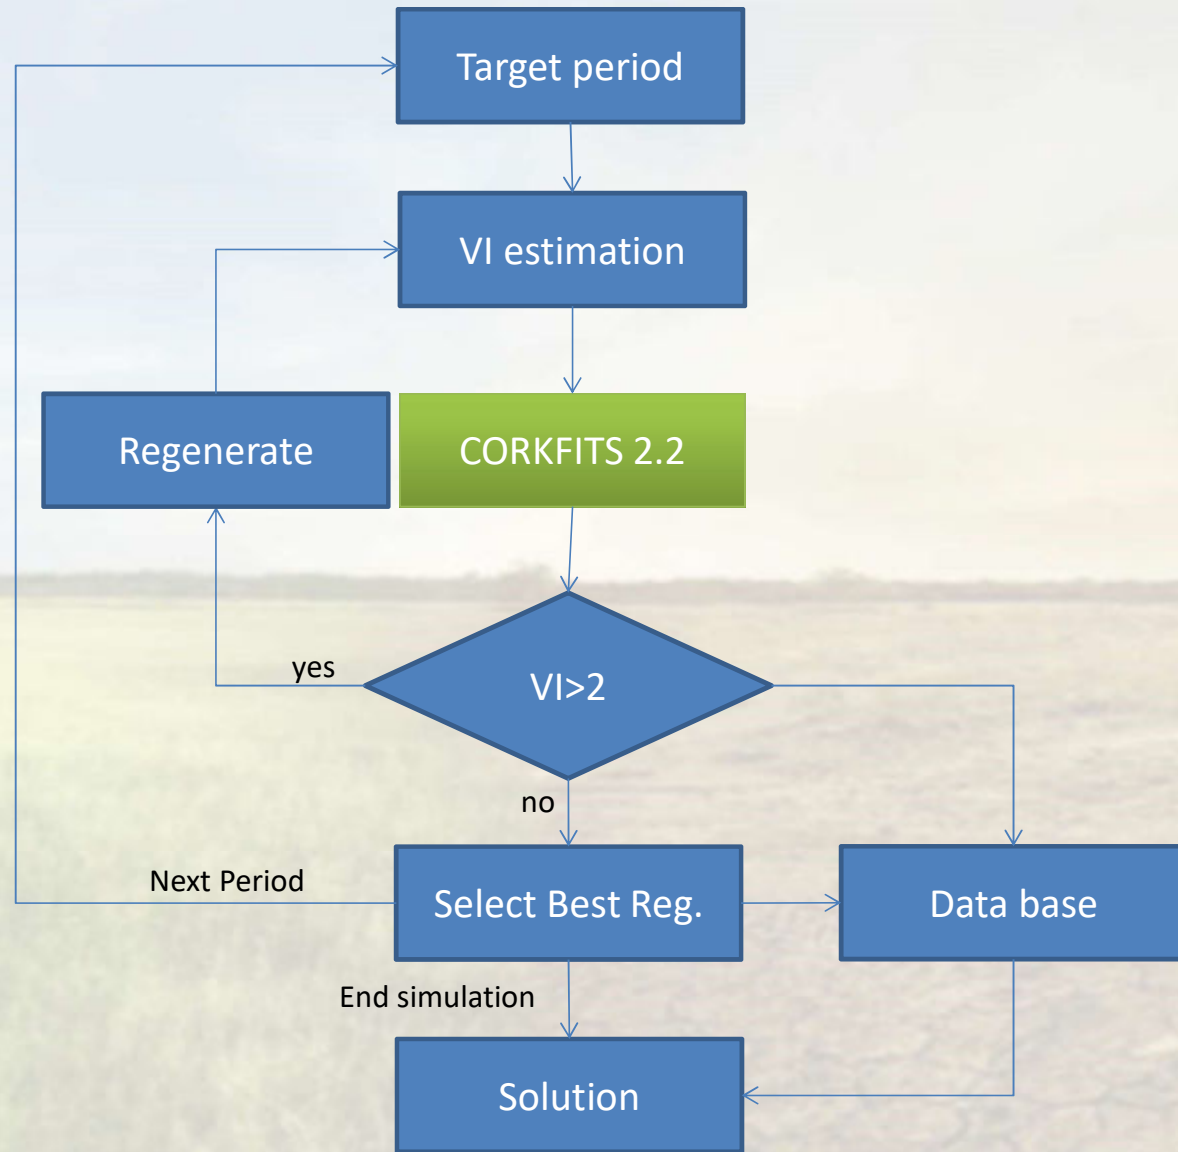 Target period
VI estimation
Regenerate
CORKFITS 2.2
yes
VI>2
no
Next Period
Select Best Reg.
Data base
End simulation
Solution